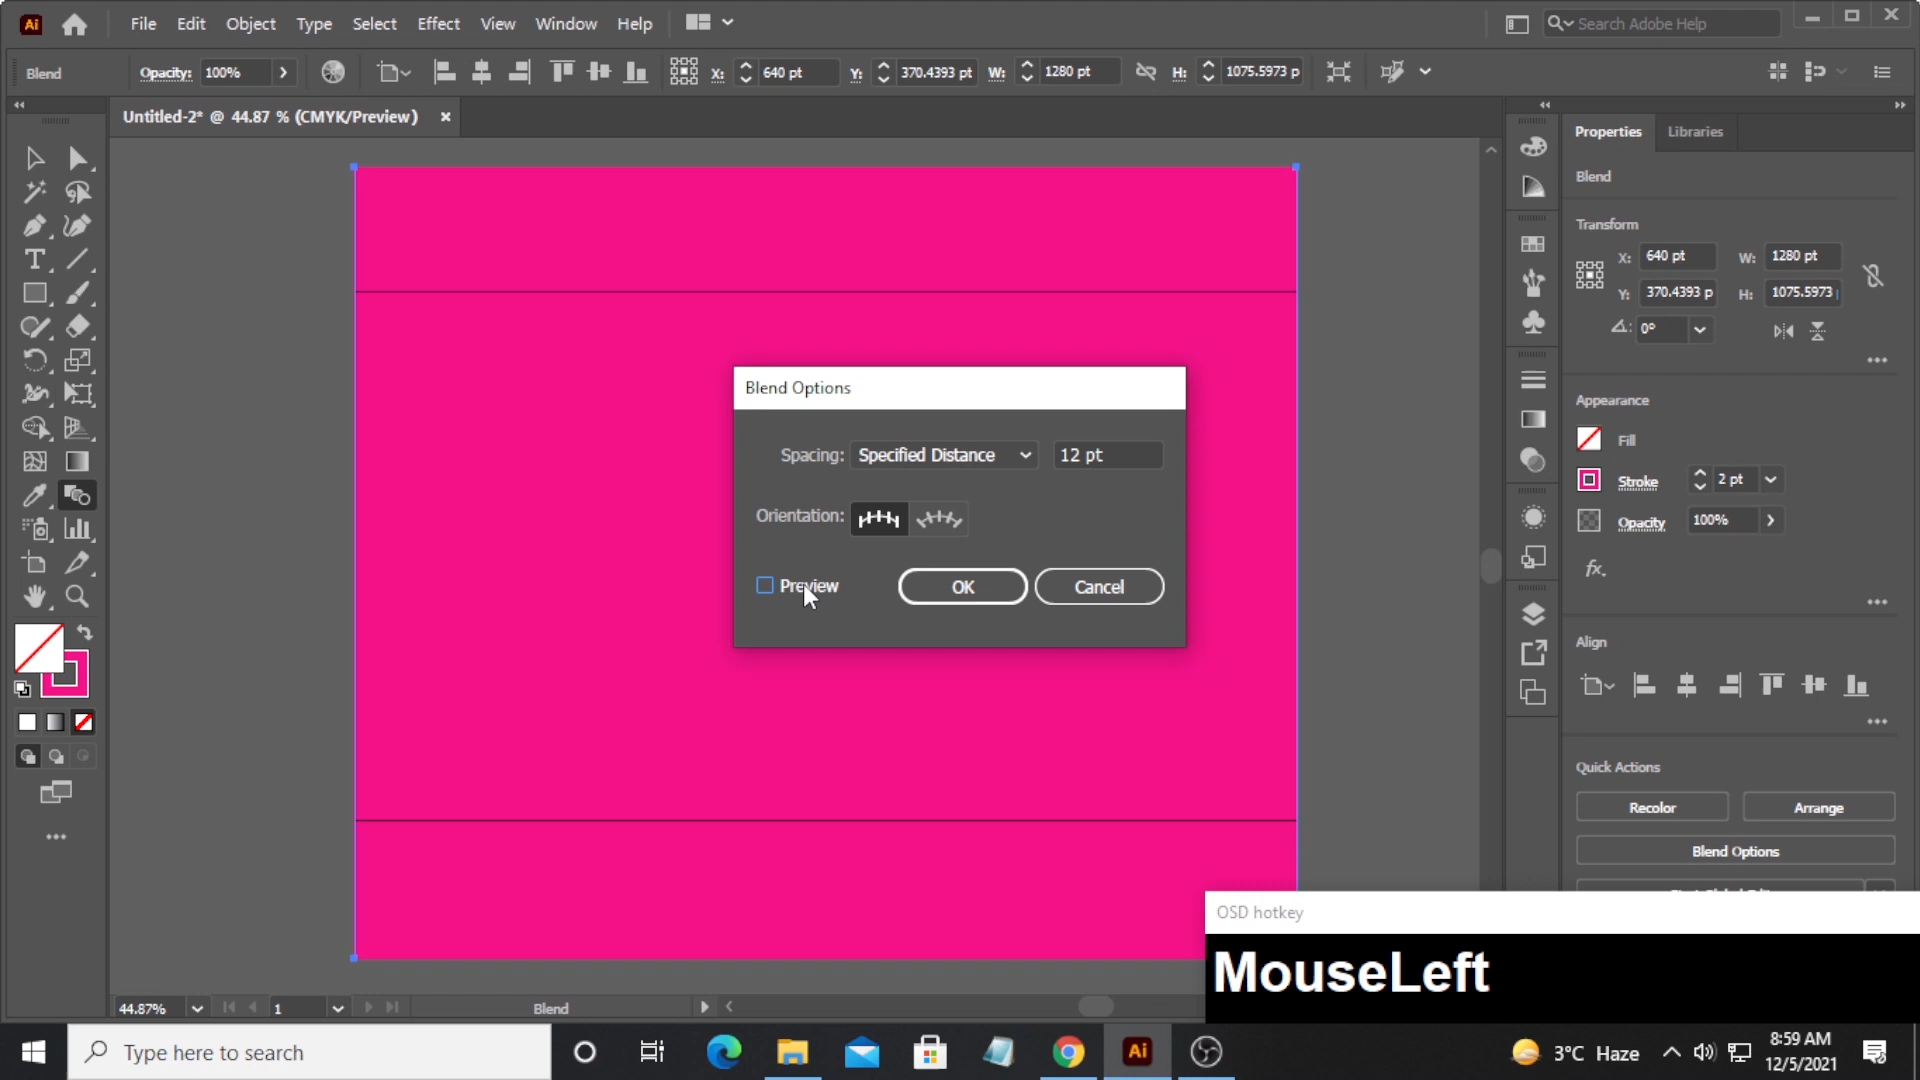 Ai File Edit Object Type Select Effect View Window Help Search Adobe Help
Blend Opacity: 100% X: 640 pt Y: 370.4393 pt W: 1280 pt H: 1075.5973 p
Untitled-2* @ 44.87 % (CMYK/Preview) ×
Properties Libraries
Blend
Transform
X: 640 pt W: 1280 pt
Y: 370.4393 p H: 1075.5973
0°
Appearance
Fill
Stroke 2 pt
Opacity 100%
fx.
Align
Quick Actions
Recolor Arrange
Blend Options
Blend Options
Spacing: Specified Distance 12 pt
Orientation:
Preview OK Cancel
OSD hotkey
MouseLeft
44.87% 1 Blend
Type here to search
Ai
3°C Haze
8:59 AM
12/5/2021